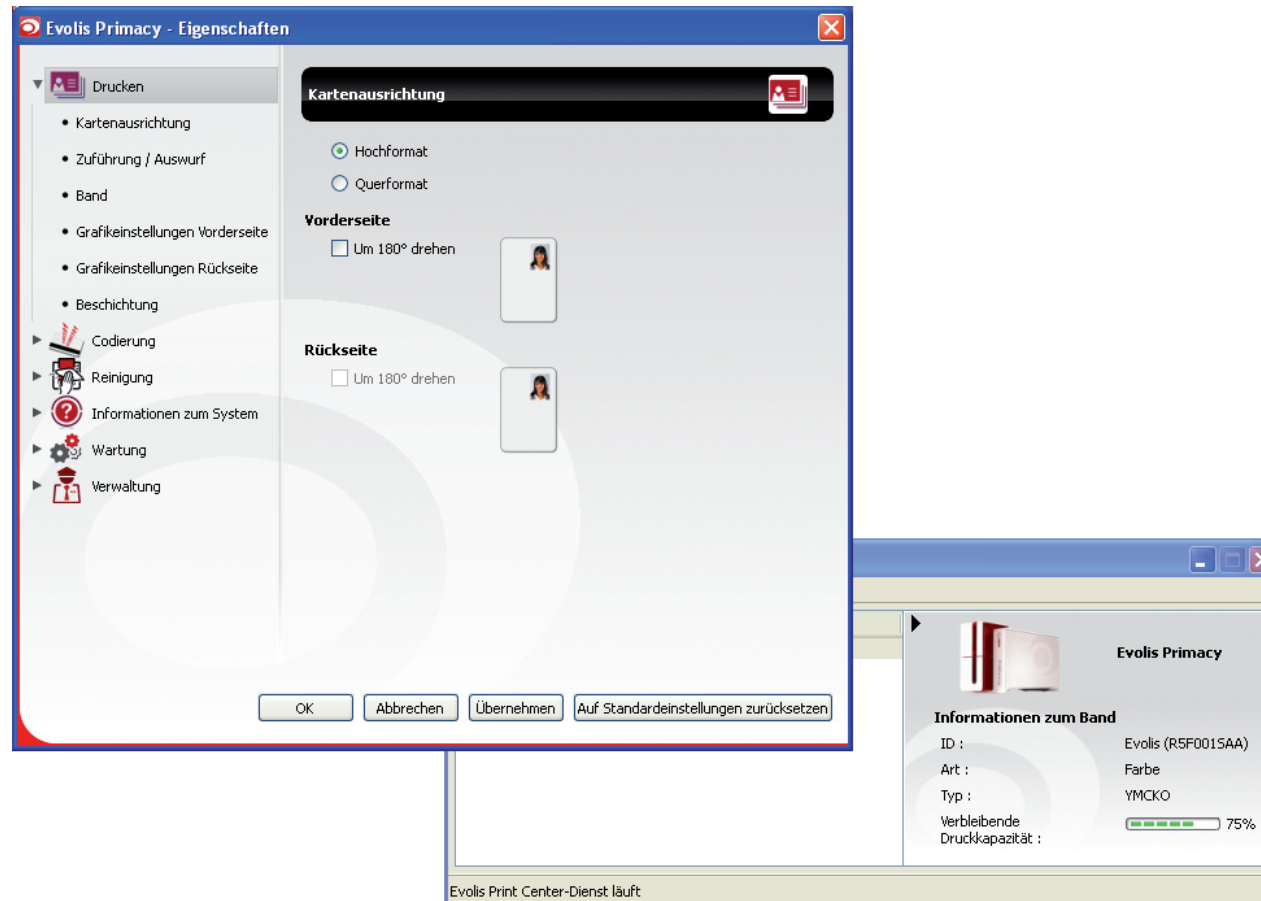 Evolis Primacy - Eigenschaften
Drucken
Kartenausrichtung
Zuführung / Auswurf
Band
Grafikeinstellungen Vorderseite
Grafikeinstellungen Rückseite
Beschichtung
Codierung
Reinigung
Informationen zum System
Wartung
Verwaltung
Kartenausrichtung
Hochformat
Querformat
Vorderseite
Um 180° drehen
Rückseite
Um 180° drehen
OK
Abbrechen
Übernehmen
Auf Standardeinstellungen zurücksetzen
Evolis Primacy
Informationen zum Band
ID : Evolis (R5F001SAA)
Art : Farbe
Typ : YMCKO
Verbleibende
Druckkapazität : 75%
Evolis Print Center-Dienst läuft